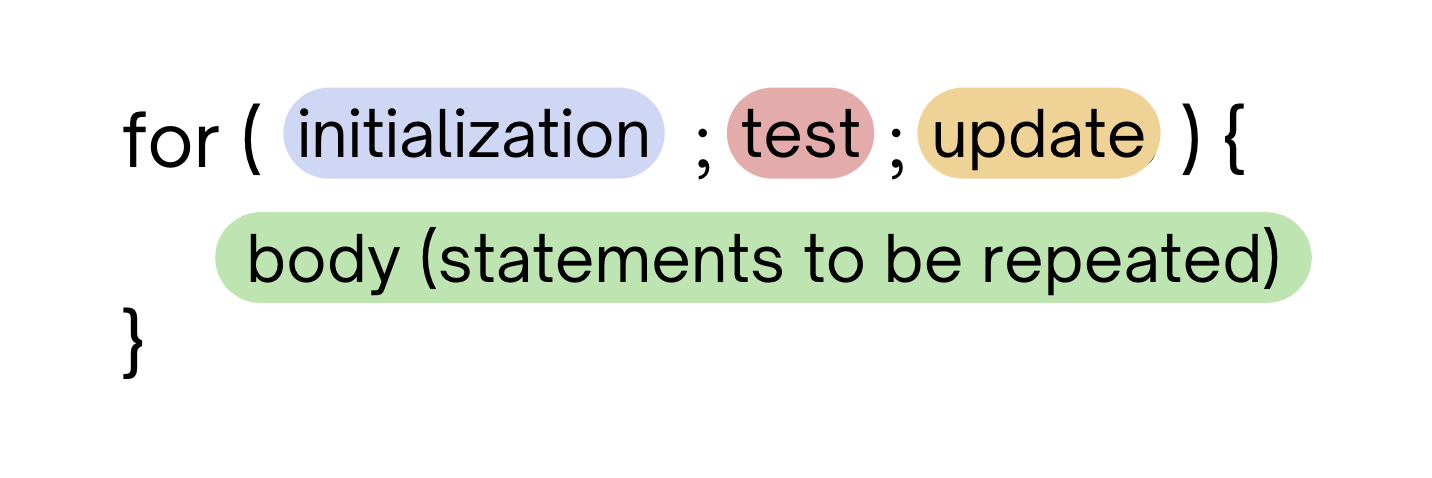 for ( initialization ; test ; update ) {
body (statements to be repeated)
}